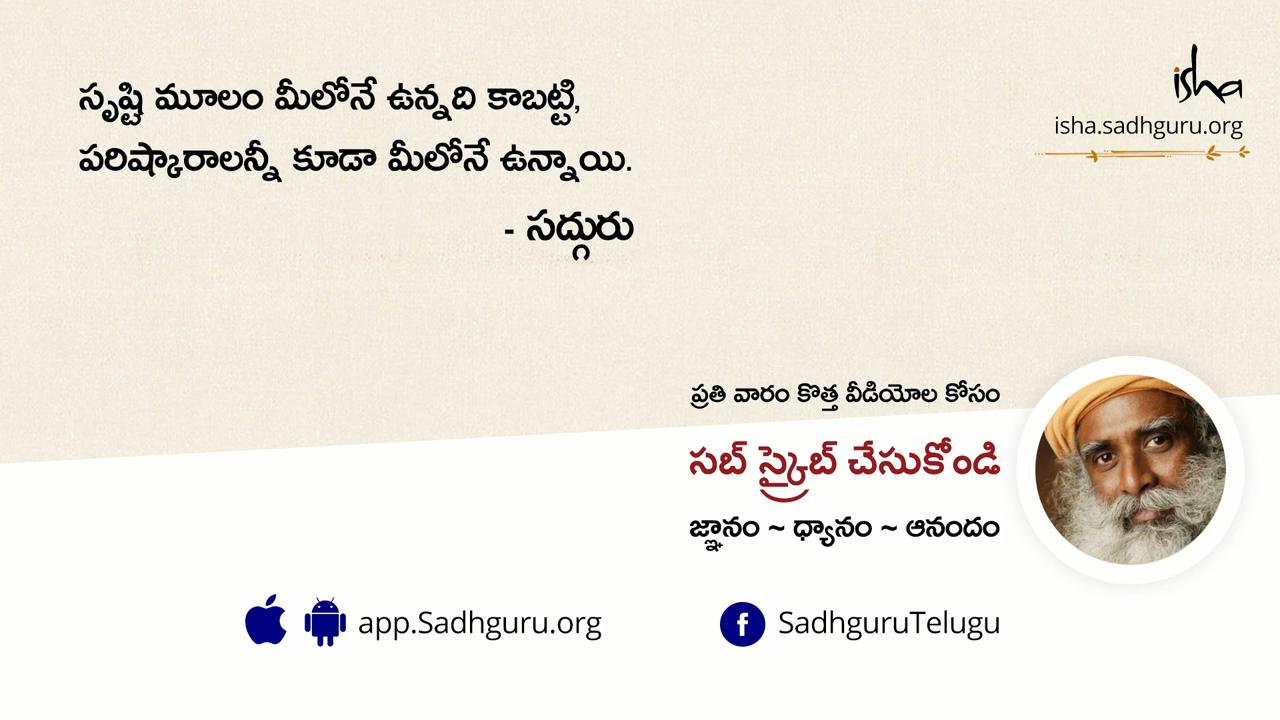 సృష్టి మూలం మీలోనే ఉన్నది కాబట్టి,
పరిష్కారాలన్నీ కూడా మీలోనే ఉన్నాయి.
- సద్గురు
isha
isha.sadhguru.org
ప్రతి వారం కొత్త వీడియోల కోసం
సబ్ స్క్రైబ్ చేసుకోండి
జ్ఞానం ~ ధ్యానం ~ ఆనందం
app.Sadhguru.org
f SadhguruTelugu